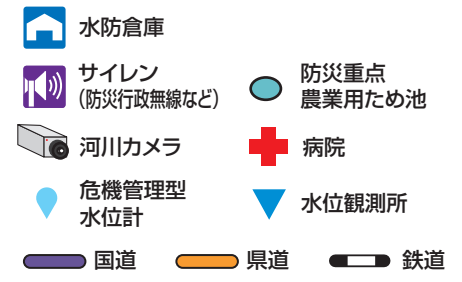 水防倉庫
サイレン
(防災行政無線など)
防災重点
農業用ため池
河川カメラ
病院
危機管理型
水位計
水位観測所
国道
県道
鉄道